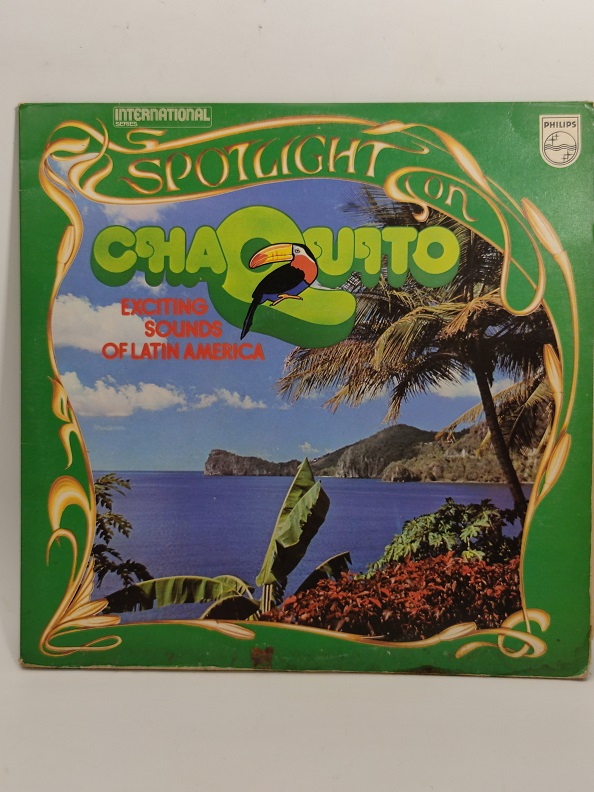 INTERNATIONAL
SERIES
PHILIPS
SPOTLIGHT
on
CHAQUITO
EXCITING
SOUNDS
OF LATIN AMERICA